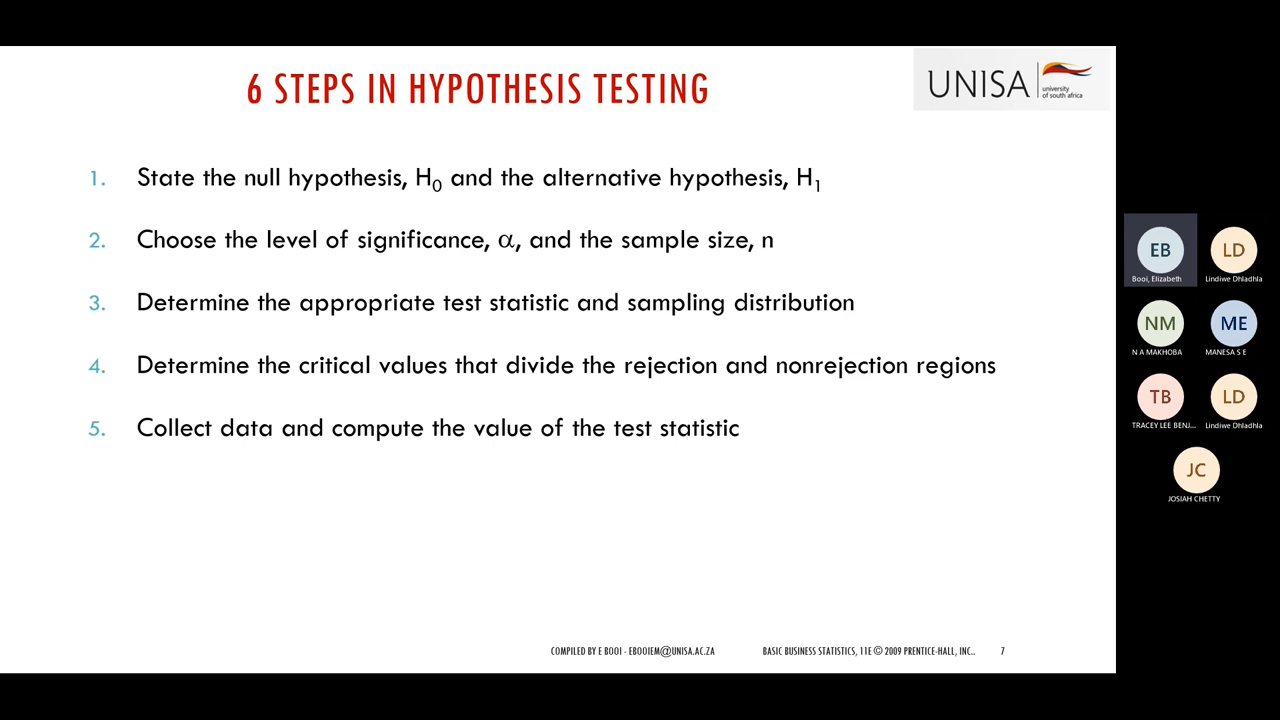 6 STEPS IN HYPOTHESIS TESTING
UNISA
university
of south africa
1. State the null hypothesis, H0 and the alternative hypothesis, H1
2. Choose the level of significance, α, and the sample size, n
3. Determine the appropriate test statistic and sampling distribution
4. Determine the critical values that divide the rejection and nonrejection regions
5. Collect data and compute the value of the test statistic
COMPILED BY E BOOI - EBOOIEM@UNISA.AC.ZA
BASIC BUSINESS STATISTICS, 11E © 2009 PRENTICE-HALL, INC..
7
EB
Booi, Elizabeth
LD
Lindiwe Dhladhla
NM
N A MAKHOBA
ME
MANESA S E
TB
TRACEY LEE BENJ...
LD
Lindiwe Dhladhla
JC
JOSIAH CHETTY